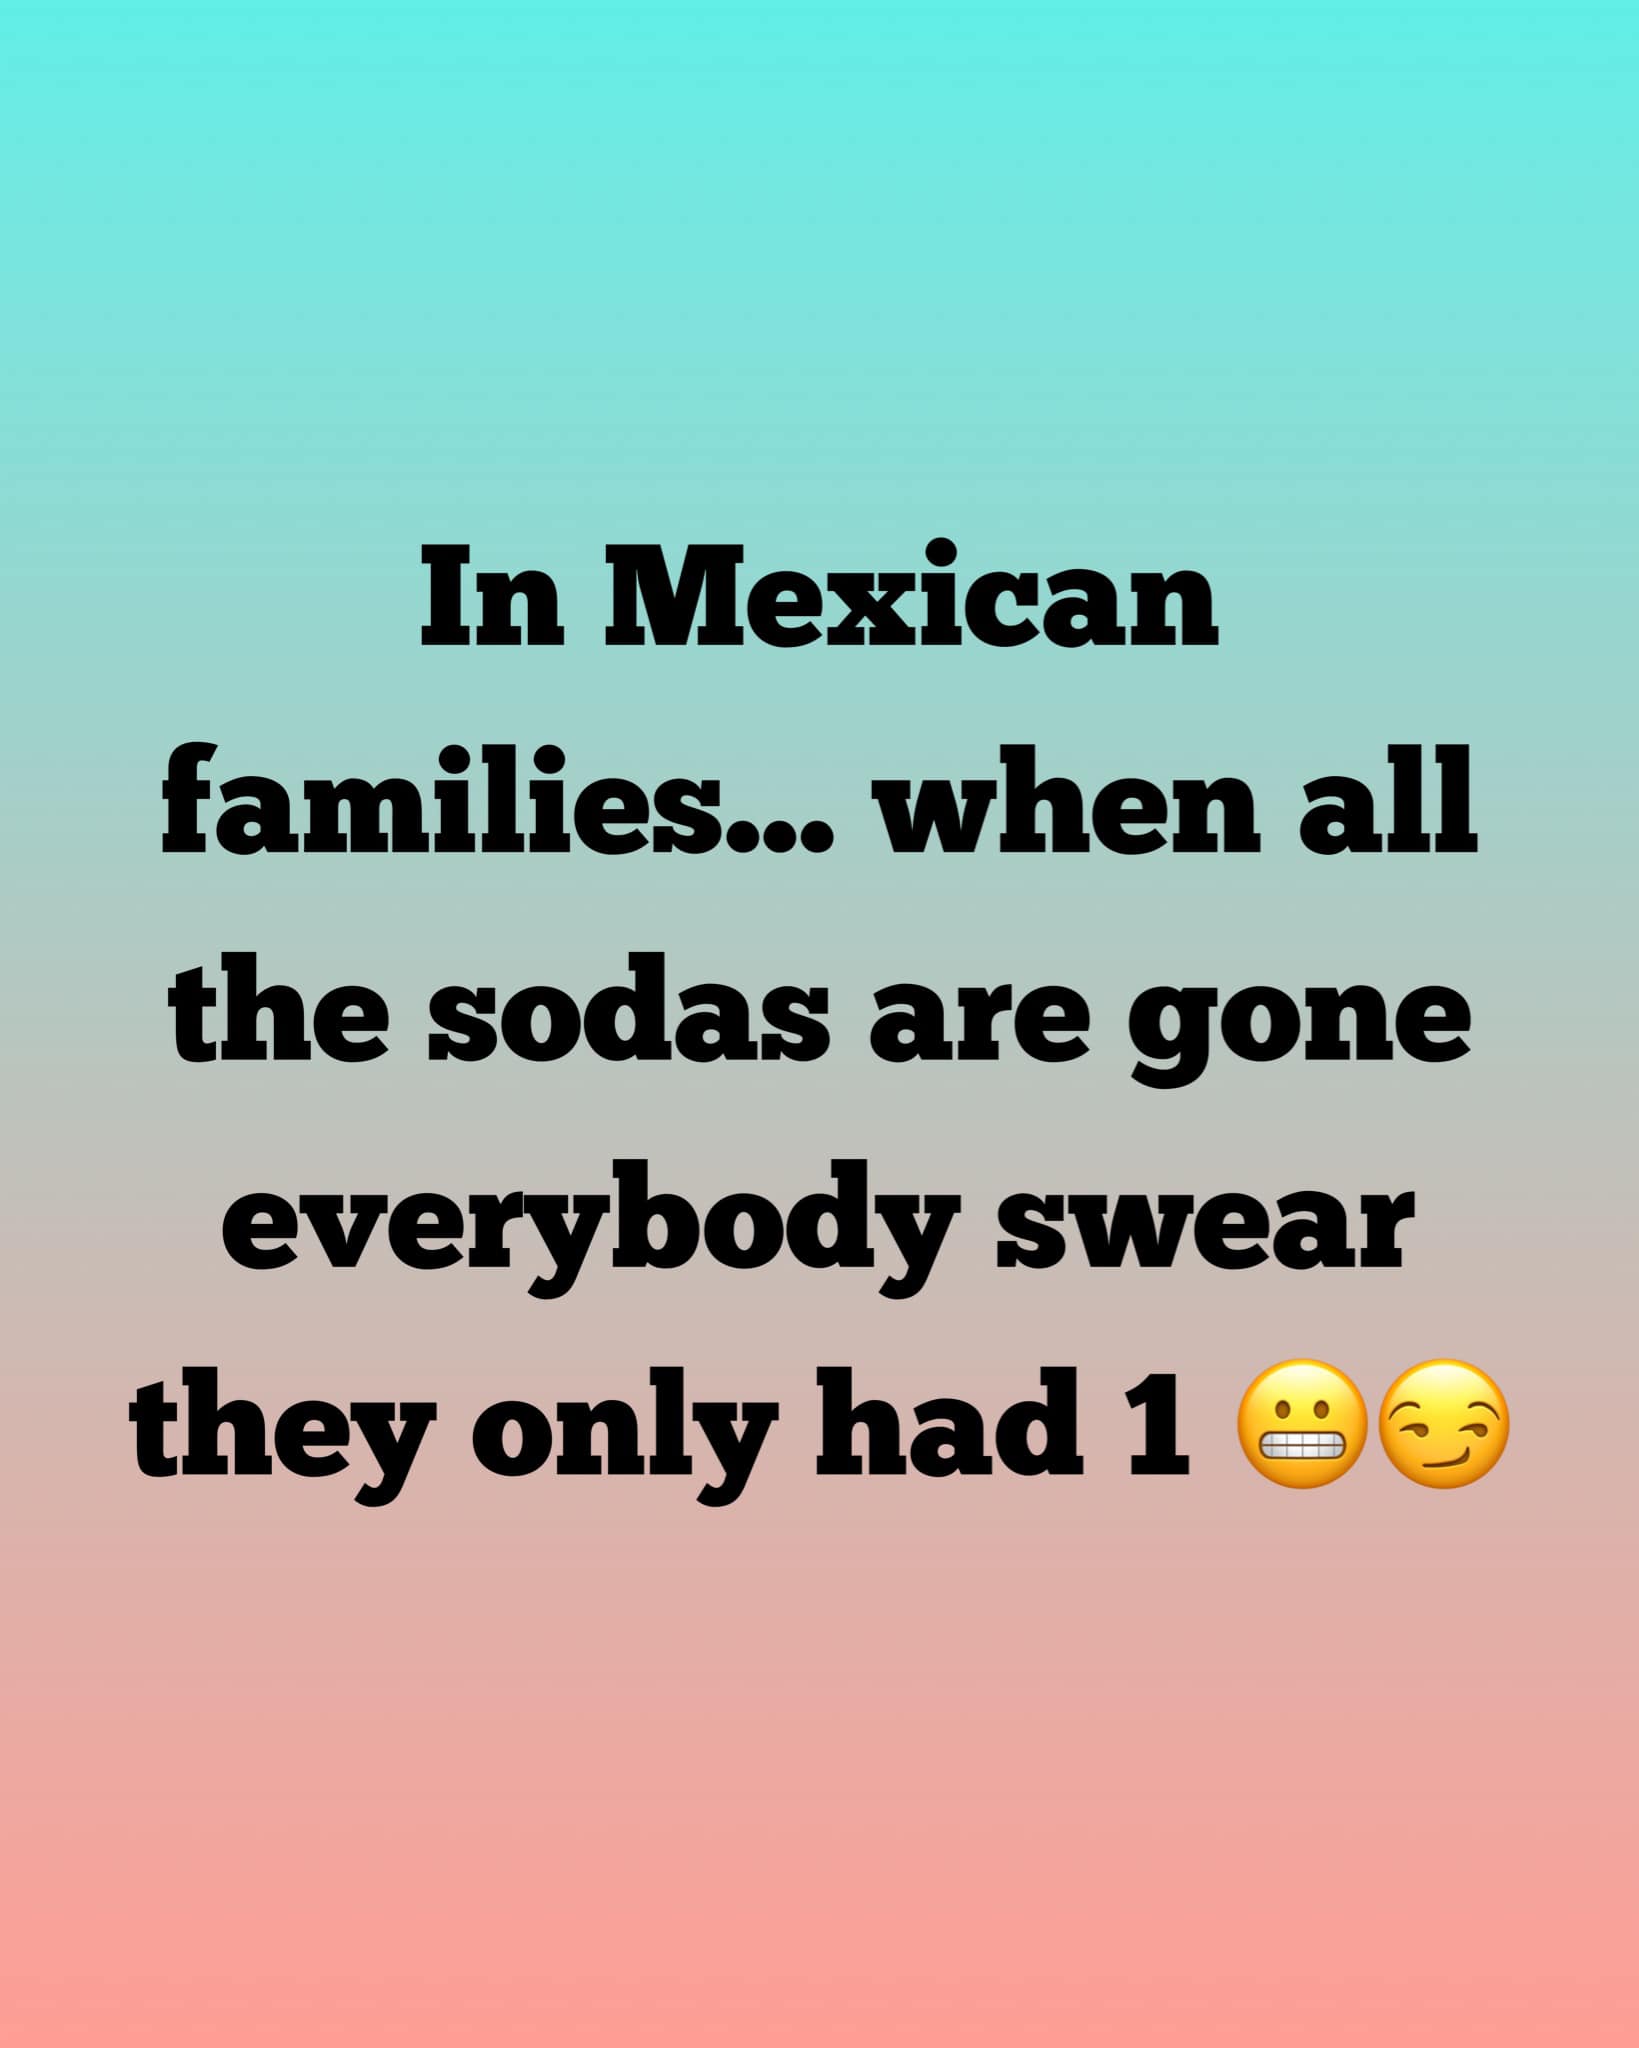 In Mexican
families... when all
the sodas are gone
everybody swear
they only had 1 😬😏